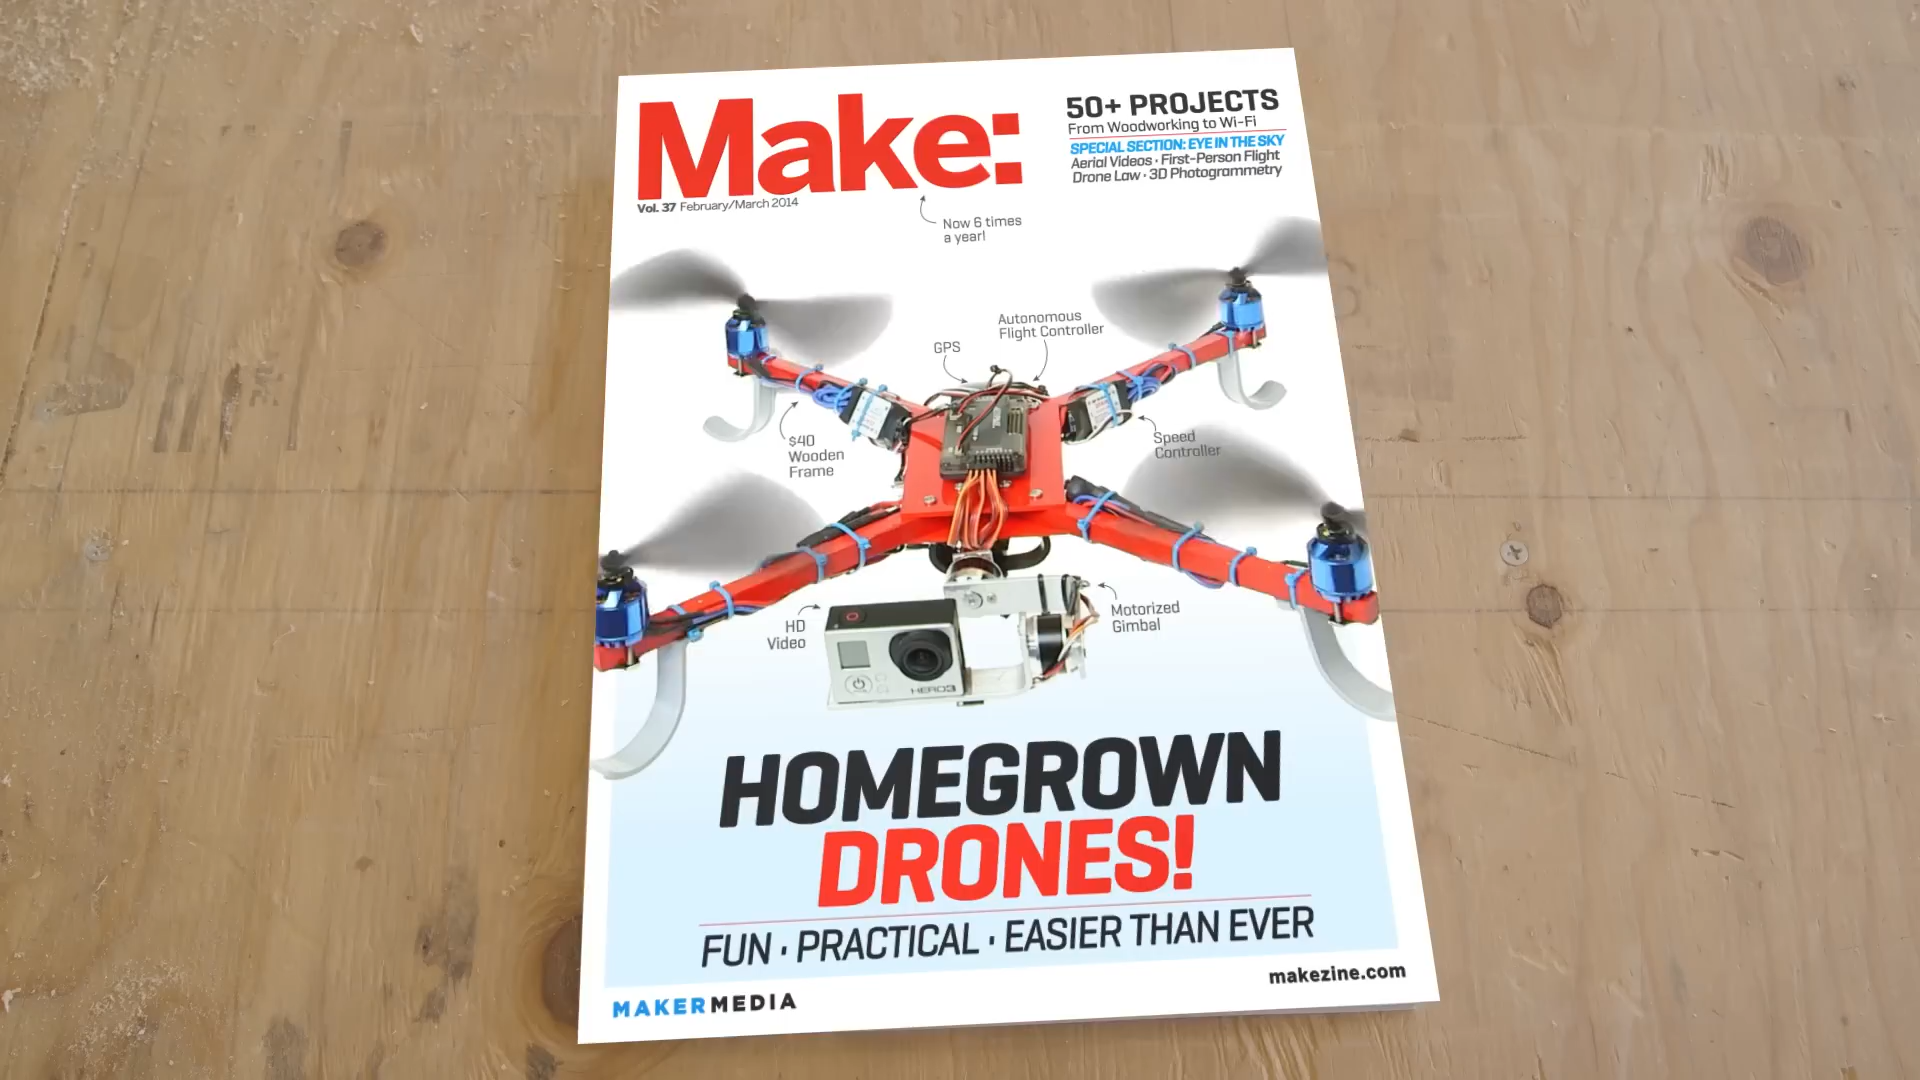 Make:
Vol. 37 February/March 2014
Now 6 times
a year!
50+ PROJECTS
From Woodworking to Wi-Fi
SPECIAL SECTION: EYE IN THE SKY
Aerial Videos · First-Person Flight
Drone Law · 3D Photogrammetry
GPS
Autonomous
Flight Controller
$40
Wooden
Frame
Speed
Controller
HD
Video
HERO3
Motorized
Gimbal
HOMEGROWN
DRONES!
FUN · PRACTICAL · EASIER THAN EVER
makezine.com
MAKERMEDIA